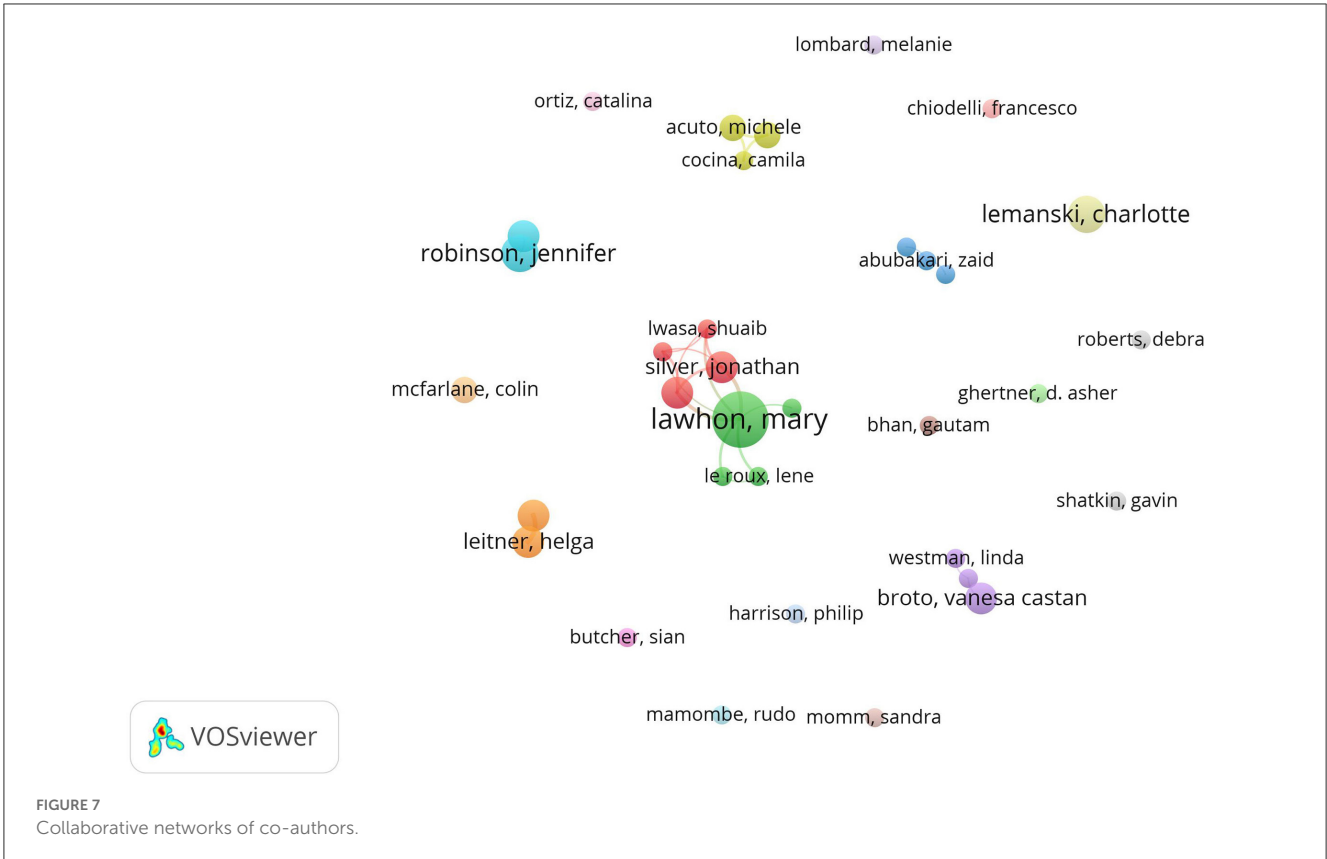 lombard, melanie
ortiz, catalina
chiodelli, francesco
acuto, michele
cocina, camila
lemanski, charlotte
robinson, jennifer
abubakari, zaid
lwasa, shuaib
roberts, debra
silver, jonathan
mcfarlane, colin
ghertner, d. asher
lawhon, mary
bhan, gautam
le roux, lene
shatkin, gavin
leitner, helga
westman, linda
broto, vanesa castan
harrison, philip
butcher, sian
mamombe, rudo
momm, sandra
VOSviewer
FIGURE 7
Collaborative networks of co-authors.